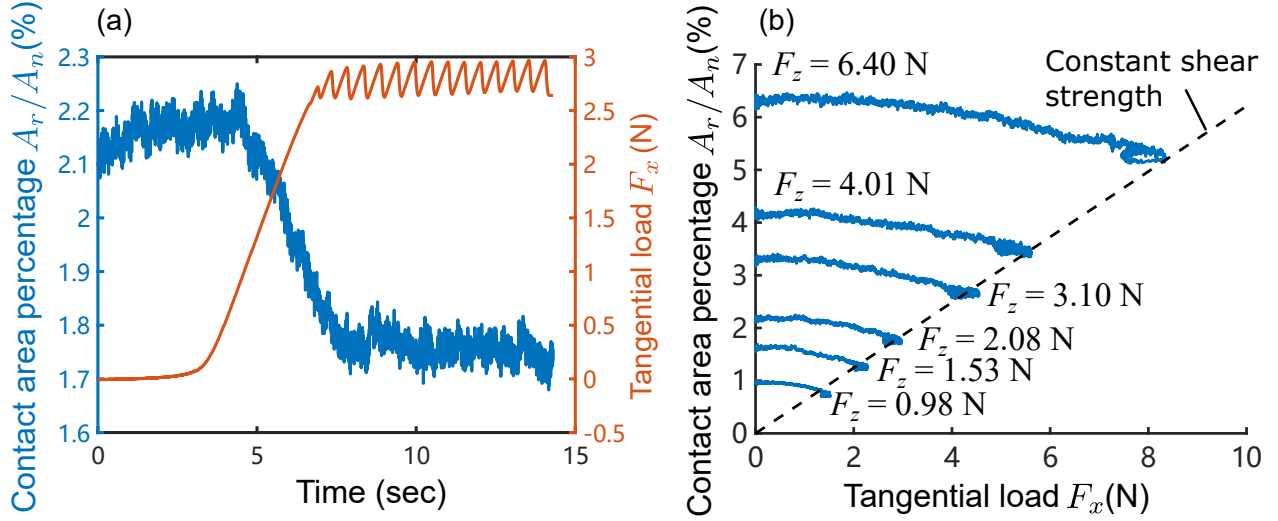 (a)
Contact area percentage A_r/A_n(%)
2.3
2.2
2.1
2
1.9
1.8
1.7
1.6
0
5
10
15
Time (sec)
3
2.5
2
1.5
1
0.5
0
-0.5
Tangential load F_x (N)
(b)
Contact area percentage A_r/A_n(%)
7
6
5
4
3
2
1
0
0
2
4
6
8
10
Tangential load F_x(N)
F_z = 6.40 N
Constant shear
strength
F_z = 4.01 N
F_z = 3.10 N
F_z = 2.08 N
F_z = 1.53 N
F_z = 0.98 N